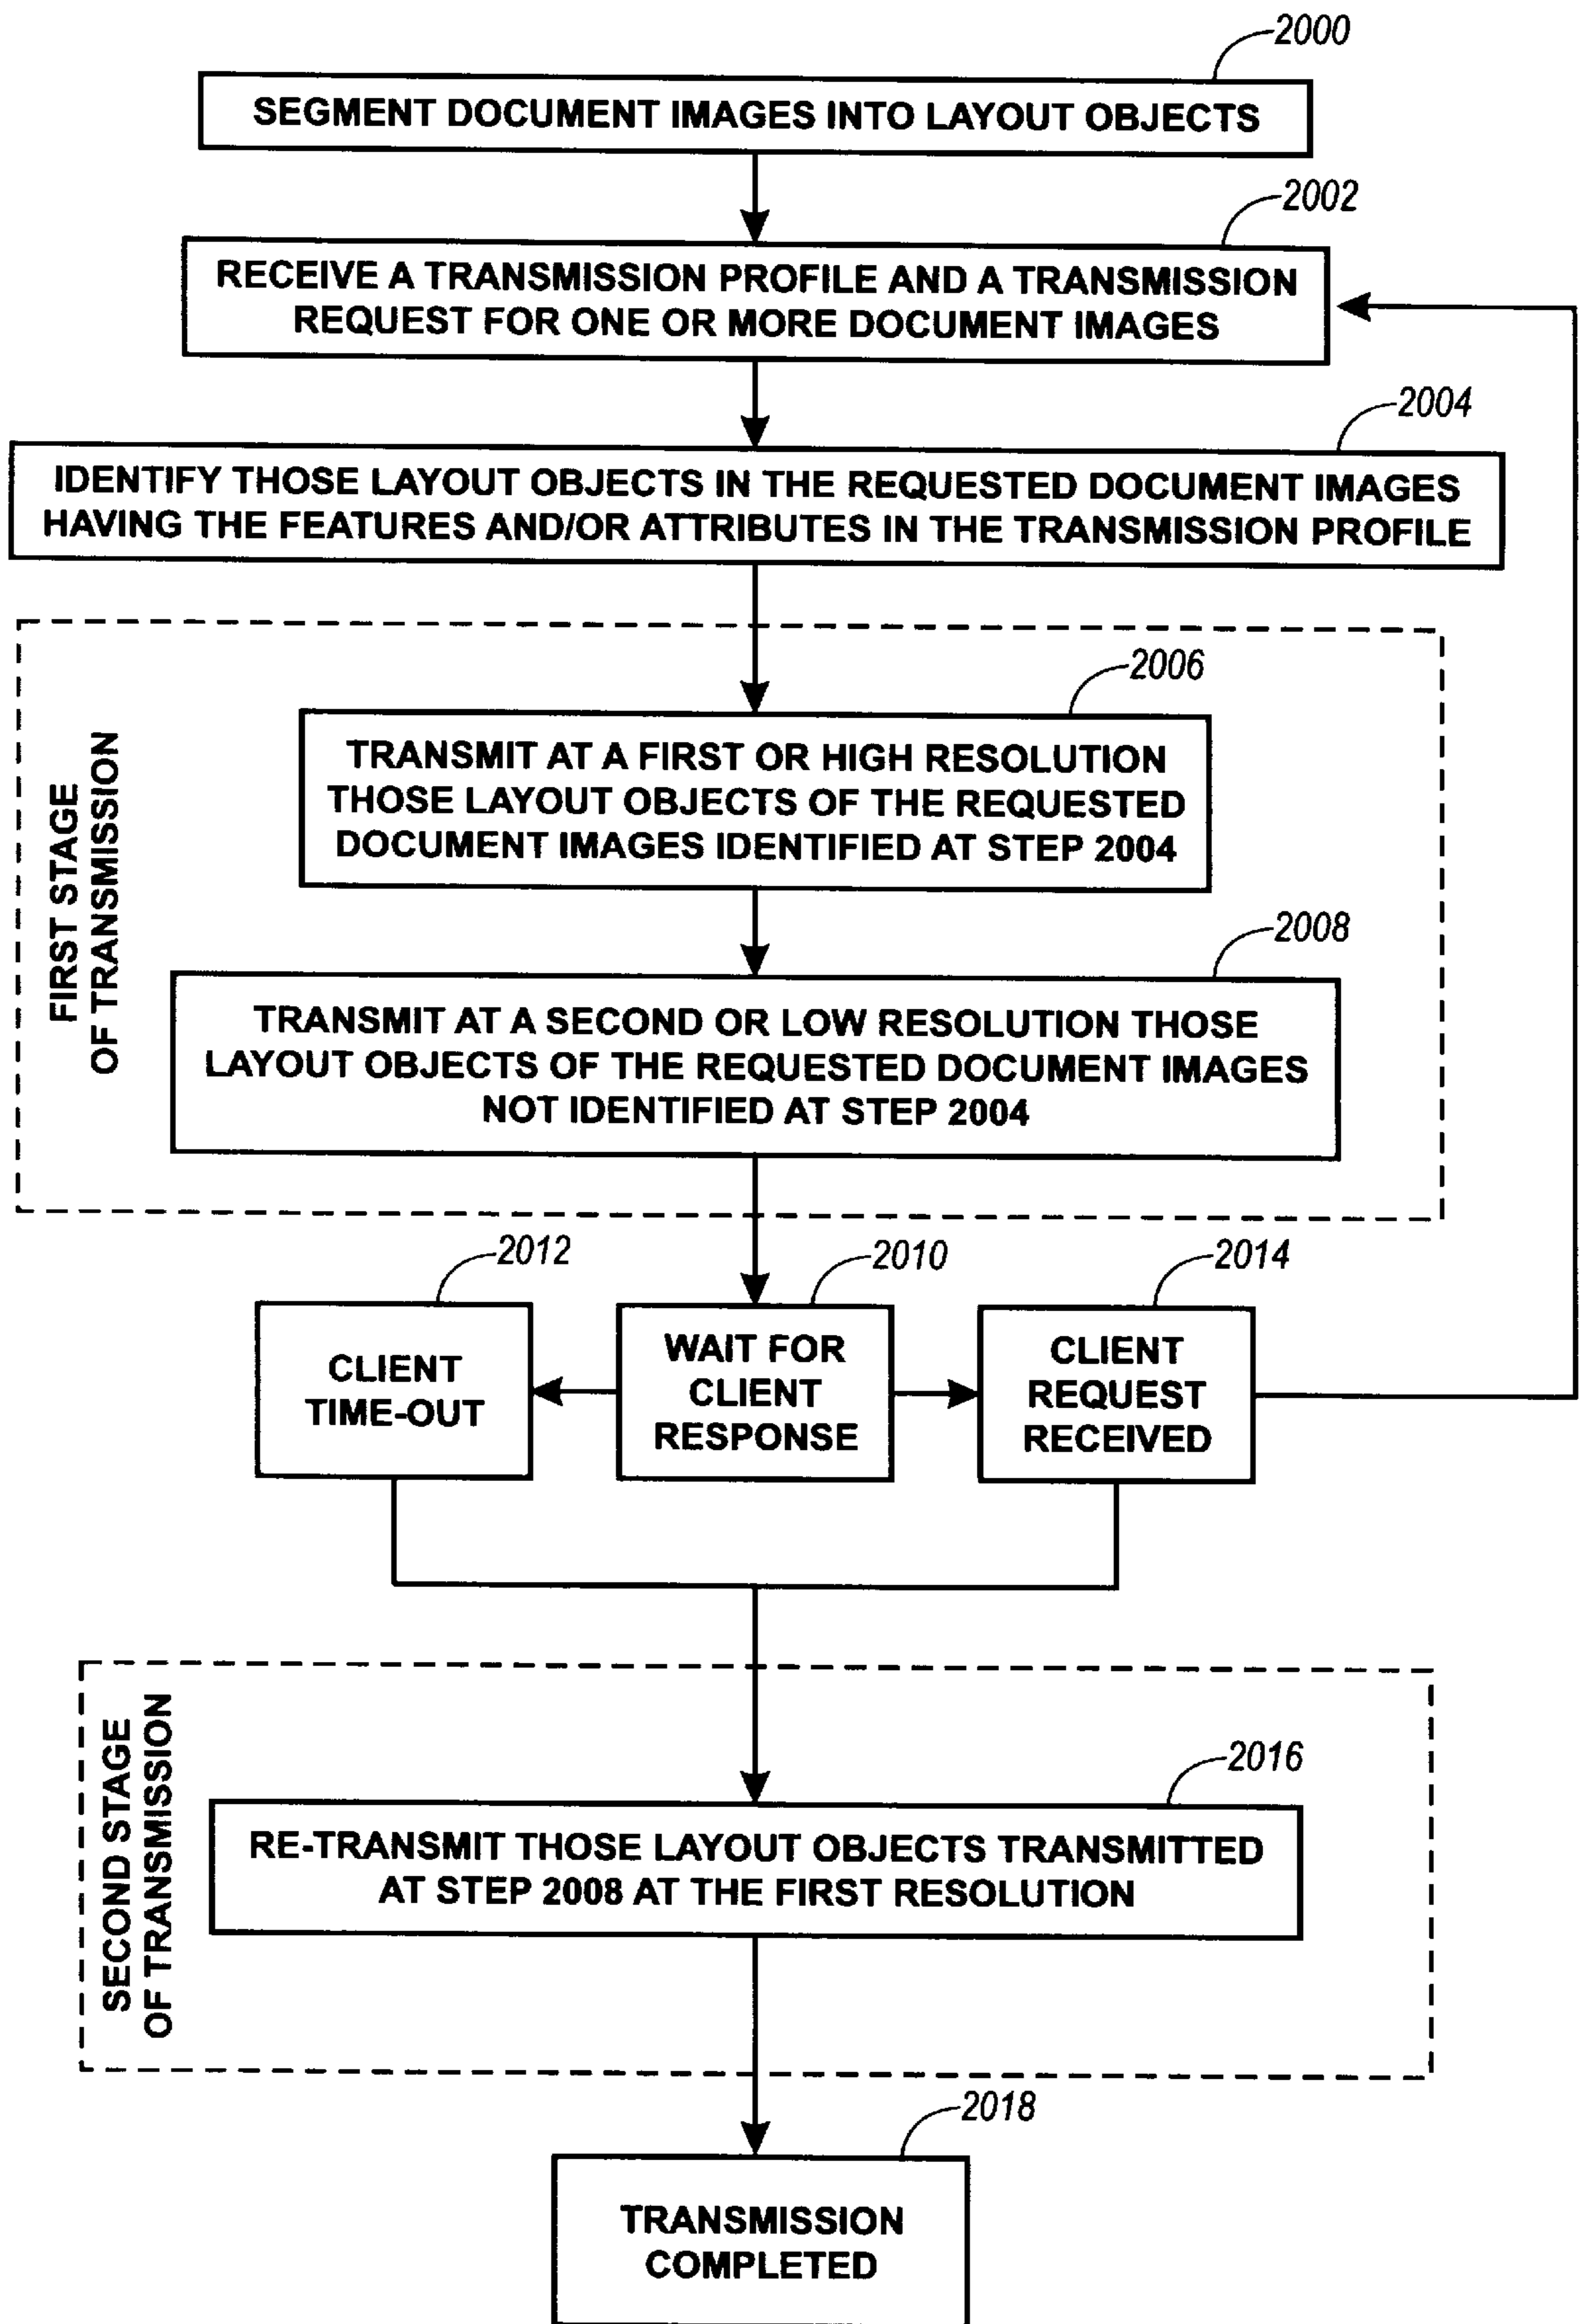 2000
SEGMENT DOCUMENT IMAGES INTO LAYOUT OBJECTS
2002
RECEIVE A TRANSMISSION PROFILE AND A TRANSMISSION
REQUEST FOR ONE OR MORE DOCUMENT IMAGES
2004
IDENTIFY THOSE LAYOUT OBJECTS IN THE REQUESTED DOCUMENT IMAGES
HAVING THE FEATURES AND/OR ATTRIBUTES IN THE TRANSMISSION PROFILE
FIRST STAGE
OF TRANSMISSION
2006
TRANSMIT AT A FIRST OR HIGH RESOLUTION
THOSE LAYOUT OBJECTS OF THE REQUESTED
DOCUMENT IMAGES IDENTIFIED AT STEP 2004
2008
TRANSMIT AT A SECOND OR LOW RESOLUTION THOSE
LAYOUT OBJECTS OF THE REQUESTED DOCUMENT IMAGES
NOT IDENTIFIED AT STEP 2004
2012
CLIENT
TIME-OUT
2010
WAIT FOR
CLIENT
RESPONSE
2014
CLIENT
REQUEST
RECEIVED
SECOND STAGE
OF TRANSMISSION
2016
RE-TRANSMIT THOSE LAYOUT OBJECTS TRANSMITTED
AT STEP 2008 AT THE FIRST RESOLUTION
2018
TRANSMISSION
COMPLETED